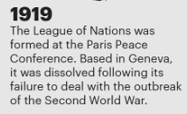 1919
The League of Nations was
formed at the Paris Peace
Conference. Based in Geneva,
it was dissolved following its
failure to deal with the outbreak
of the Second World War.